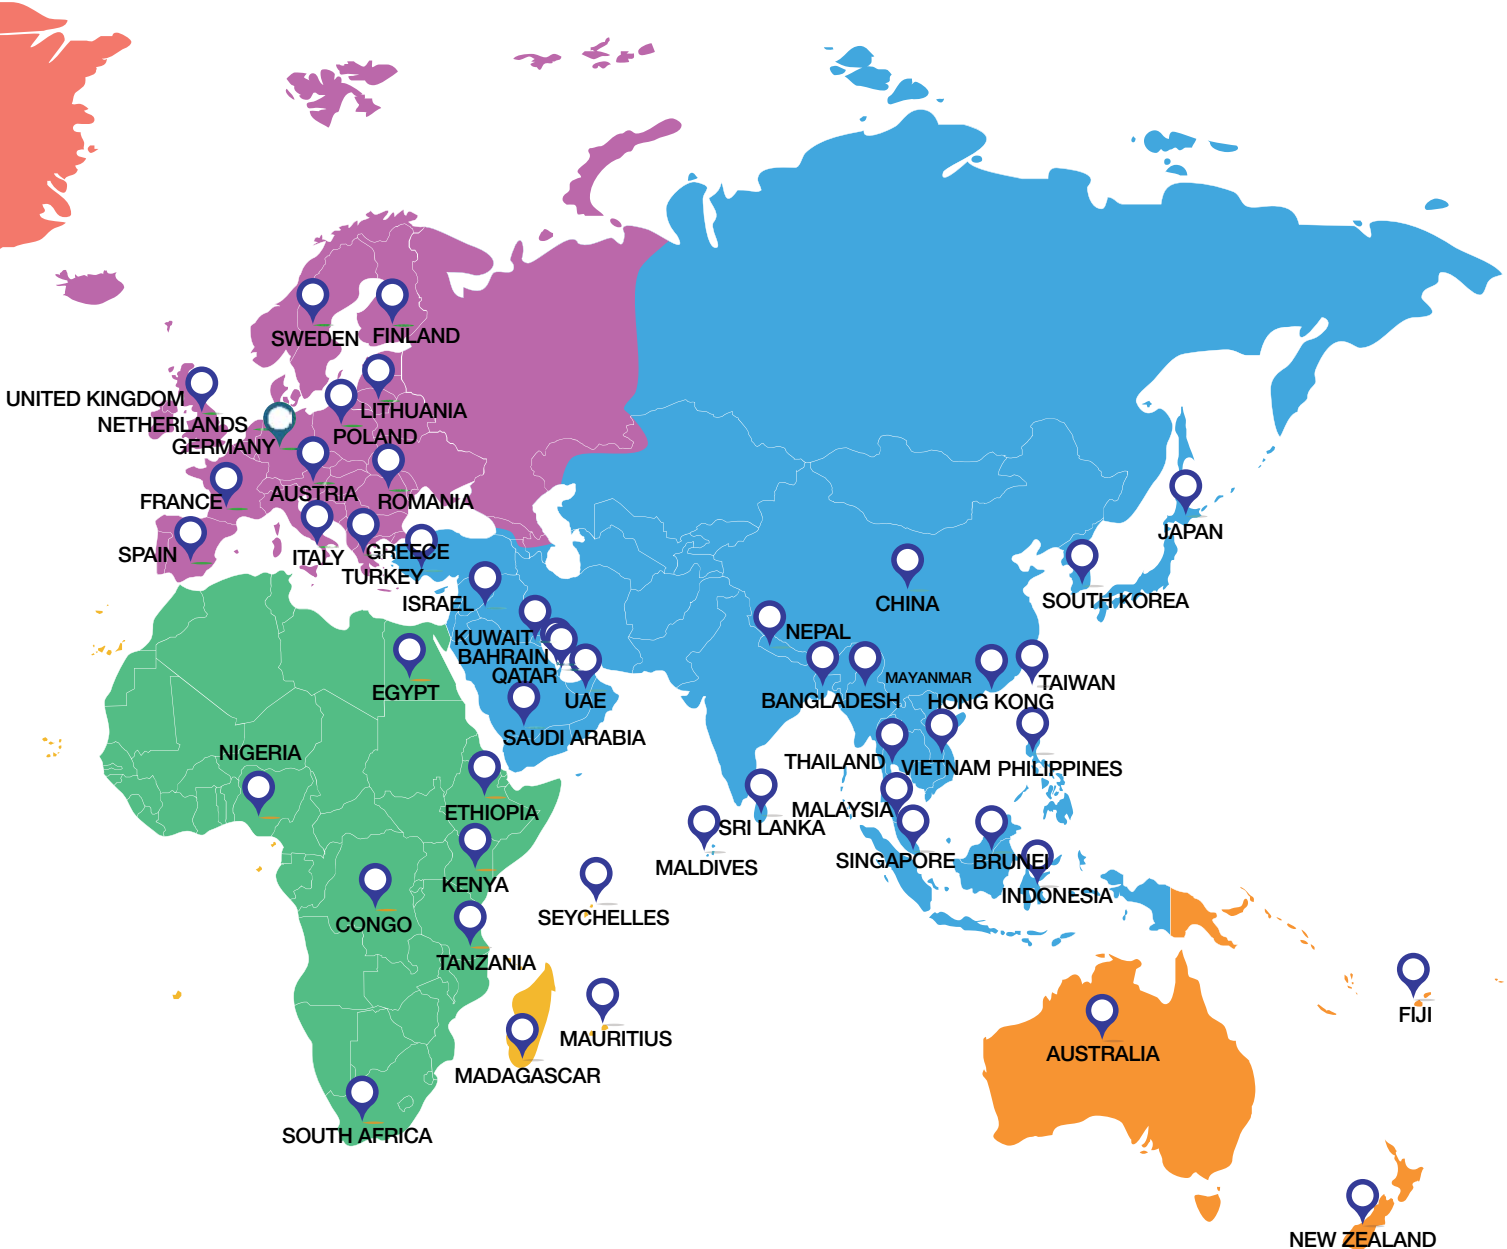 SWEDEN
FINLAND
UNITED KINGDOM
LITHUANIA
NETHERLANDS
POLAND
GERMANY
AUSTRIA
FRANCE
ROMANIA
JAPAN
SPAIN
ITALY
GREECE
TURKEY
ISRAEL
CHINA
SOUTH KOREA
KUWAIT
NEPAL
BAHRAIN
QATAR
MAYANMAR
TAIWAN
EGYPT
UAE
BANGLADESH
HONG KONG
SAUDI ARABIA
NIGERIA
THAILAND
VIETNAM
PHILIPPINES
ETHIOPIA
MALAYSIA
SRI LANKA
SINGAPORE
BRUNEI
MALDIVES
KENYA
INDONESIA
SEYCHELLES
CONGO
TANZANIA
FIJI
MAURITIUS
AUSTRALIA
MADAGASCAR
SOUTH AFRICA
NEW ZEALAND